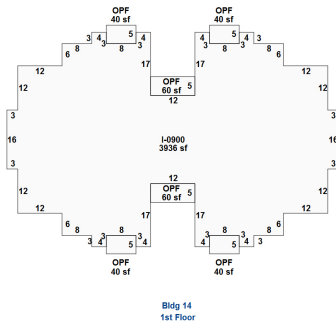 OPF
40 sf
OPF
40 sf
3 4 5 4 4 5 4 3
8 3 8 3 3 8 3 8
6 6
12 17 17 12
OPF 5
60 sf
12
12 12
3 3
16 I-0900 16
3936 sf
3 3
12
12 OPF 5 12
60 sf
12 17 17 12
6 6
8 3 8 3 3 8 3 8
3 4 5 4 4 5 4 3
OPF
40 sf
OPF
40 sf
Bldg 14
1st Floor